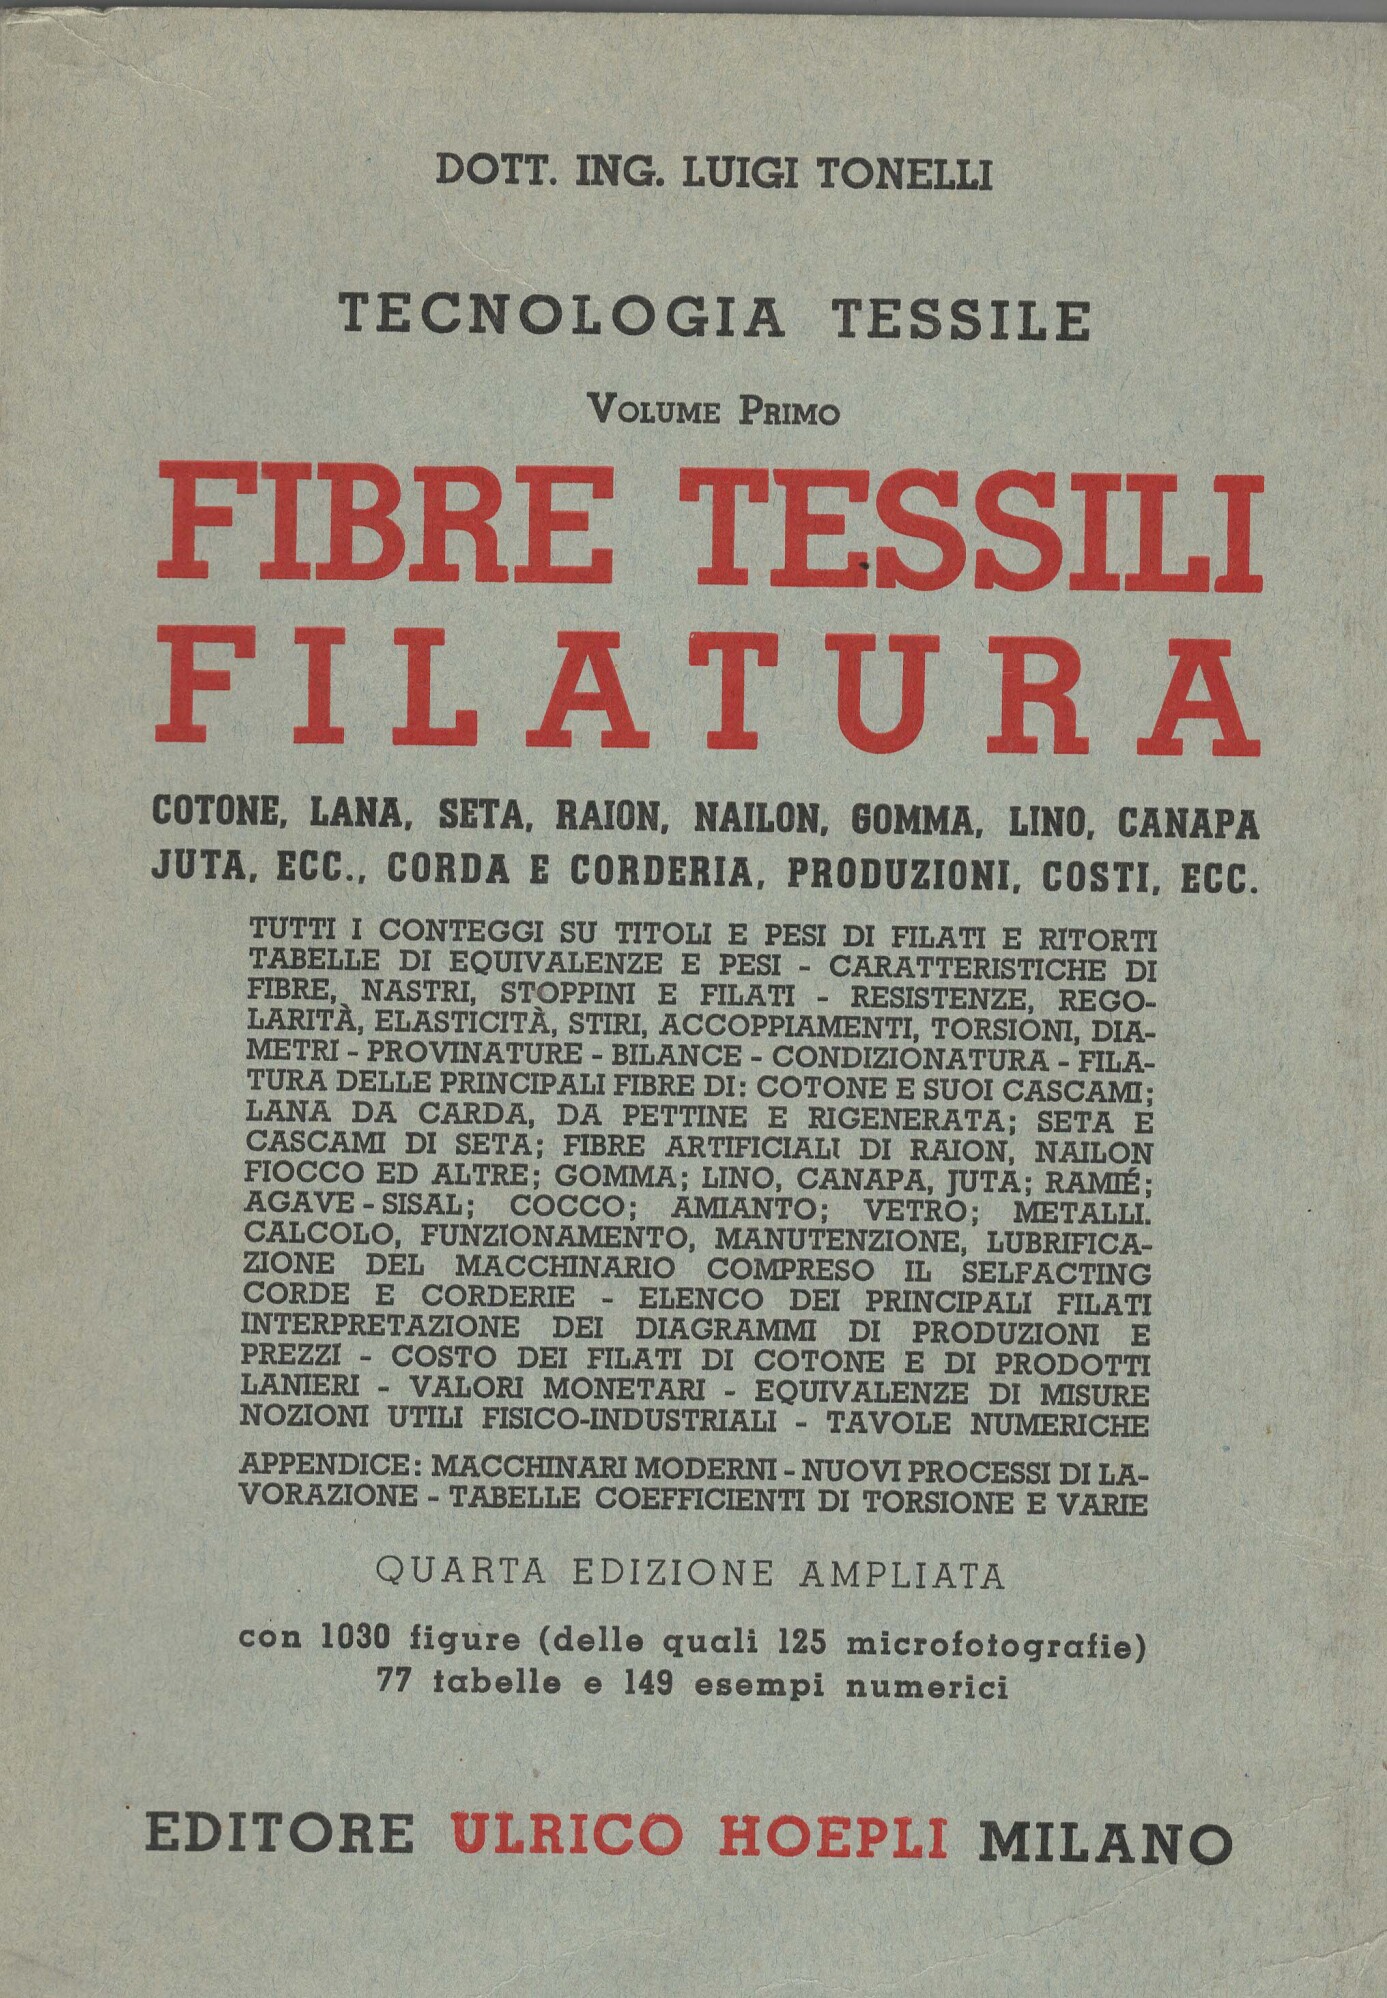 DOTT. ING. LUIGI TONELLI
TECNOLOGIA TESSILE
VOLUME PRIMO
FIBRE TESSILI
FILATURA
COTONE, LANA, SETA, RAION, NAILON, GOMMA, LINO, CANAPA
JUTA, ECC., CORDA E CORDERIA, PRODUZIONI, COSTI, ECC.
TUTTI I CONTEGGI SU TITOLI E PESI DI FILATI E RITORTI
TABELLE DI EQUIVALENZE E PESI - CARATTERISTICHE DI
FIBRE, NASTRI, STOPPINI E FILATI - RESISTENZE, REGO-
LARITÀ, ELASTICITÀ, STIRI, ACCOPPIAMENTI, TORSIONI, DIA-
METRI - PROVINATURE - BILANCE - CONDIZIONATURA - FILA-
TURA DELLE PRINCIPALI FIBRE DI: COTONE E SUOI CASCAMI;
LANA DA CARDA, DA PETTINE E RIGENERATA; SETA E
CASCAMI DI SETA; FIBRE ARTIFICIALI DI RAION, NAILON
FIOCCO ED ALTRE; GOMMA; LINO, CANAPA, JUTA; RAMIÉ;
AGAVE - SISAL; COCCO; AMIANTO; VETRO; METALLI.
CALCOLO, FUNZIONAMENTO, MANUTENZIONE, LUBRIFICA-
ZIONE DEL MACCHINARIO COMPRESO IL SELFACTING
CORDE E CORDERIE - ELENCO DEI PRINCIPALI FILATI
INTERPRETAZIONE DEI DIAGRAMMI DI PRODUZIONI E
PREZZI - COSTO DEI FILATI DI COTONE E DI PRODOTTI
LANIERI - VALORI MONETARI - EQUIVALENZE DI MISURE
NOZIONI UTILI FISICO-INDUSTRIALI - TAVOLE NUMERICHE
APPENDICE: MACCHINARI MODERNI - NUOVI PROCESSI DI LA-
VORAZIONE - TABELLE COEFFICIENTI DI TORSIONE E VARIE
QUARTA EDIZIONE AMPLIATA
con 1030 figure (delle quali 125 microfotografie)
77 tabelle e 149 esempi numerici
EDITORE ULRICO HOEPLI MILANO